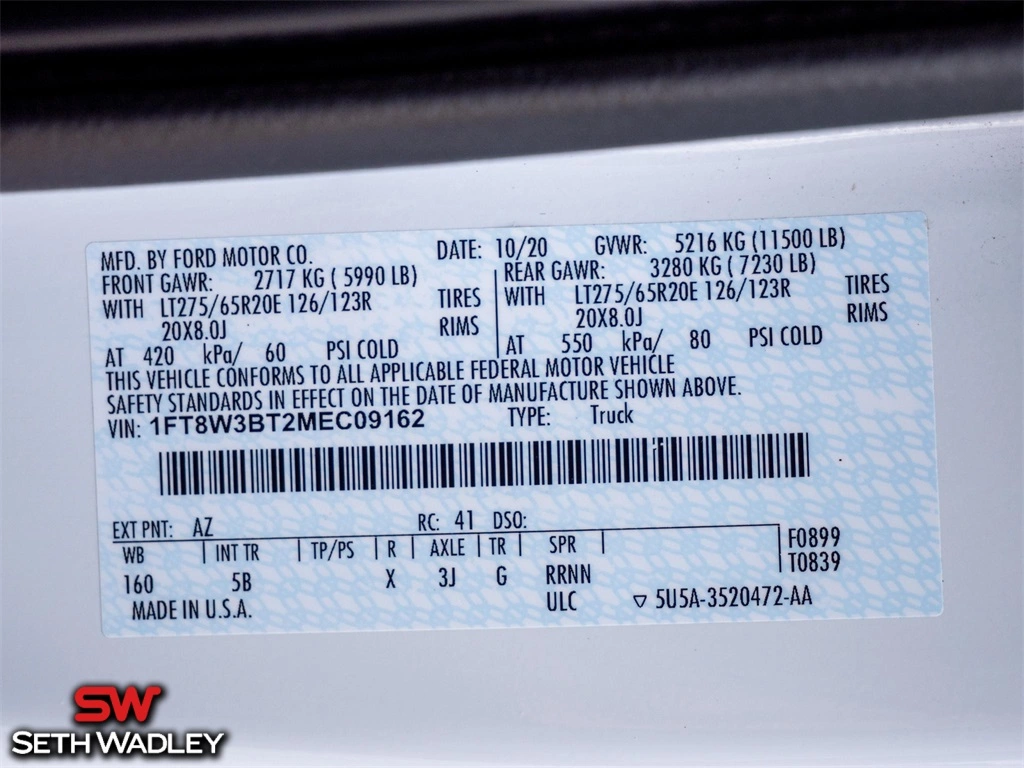 MFD. BY FORD MOTOR CO. DATE: 10/20 GVWR: 5216 KG (11500 LB)
FRONT GAWR: 2717 KG ( 5990 LB) REAR GAWR: 3280 KG ( 7230 LB)
WITH LT275/65R20E 126/123R TIRES WITH LT275/65R20E 126/123R TIRES
20X8.0J RIMS 20X8.0J RIMS
AT 420 kPa/ 60 PSI COLD AT 550 kPa/ 80 PSI COLD
THIS VEHICLE CONFORMS TO ALL APPLICABLE FEDERAL MOTOR VEHICLE
SAFETY STANDARDS IN EFFECT ON THE DATE OF MANUFACTURE SHOWN ABOVE.
VIN: 1FT8W3BT2MEC09162 TYPE: Truck
EXT PNT: AZ RC: 41 DSO:
WB INT TR TP/PS R AXLE TR SPR F0899
160 5B X 3J G RRNN T0839
MADE IN U.S.A. ULC ▽ 5U5A-3520472-AA
SW
SETH WADLEY